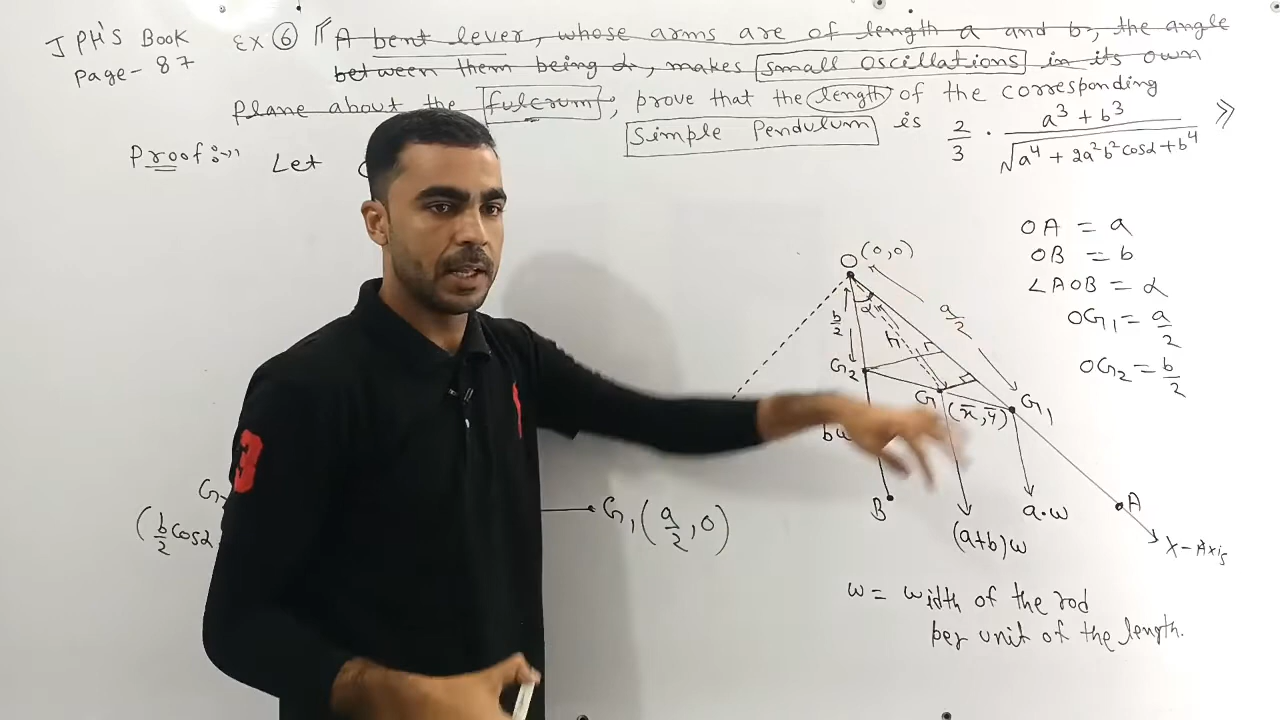 J PH'S Book
page - 87
Ex ⑥ "A bent lever, whose arms are of length a and b, the angle
between them being α, makes small oscillations in its own
plane about the fulcrum, prove that the length of the corresponding
Simple Pendulum is 2/3 · (a³ + b³)/√(a⁴ + 2a²b²cosα + b⁴) »
Proof:- Let
O (0,0)
OA = a
OB = b
∠AOB = α
OG₁ = a/2
OG₂ = b/2
b/2
α
a/2
h
G₂
G (x̄, ȳ)
G₁
B
a.w
A
(a+b)w
X-Axis
(b/2 cosα
G₁ (a/2, 0)
w = width of the rod
per unit of the length.